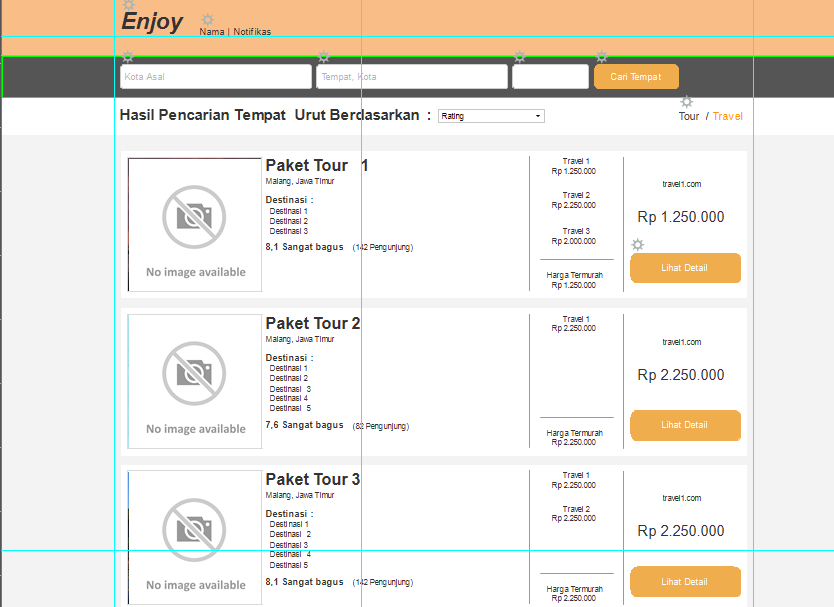 Enjoy
Nama | Notifikas
Kota Asal
Tempat, Kota
Cari Tempat
Hasil Pencarian Tempat Urut Berdasarkan :
Rating
Tour / Travel
No image available
Paket Tour 1
Malang, Jawa Timur
Destinasi :
Destinasi 1
Destinasi 2
Destinasi 3
8,1 Sangat bagus (142 Pengunjung)
Travel 1
Rp 1.250.000
Travel 2
Rp 2.250.000
Travel 3
Rp 2.000.000
Harga Termurah
Rp 1.250.000
travel1.com
Rp 1.250.000
Lihat Detail
No image available
Paket Tour 2
Malang, Jawa Timur
Destinasi :
Destinasi 1
Destinasi 2
Destinasi 3
Destinasi 4
Destinasi 5
7,6 Sangat bagus (82 Pengunjung)
Travel 1
Rp 2.250.000
Harga Termurah
Rp 2.250.000
travel1.com
Rp 2.250.000
Lihat Detail
No image available
Paket Tour 3
Malang, Jawa Timur
Destinasi :
Destinasi 1
Destinasi 2
Destinasi 3
Destinasi 4
Destinasi 5
8,1 Sangat bagus (142 Pengunjung)
Travel 1
Rp 2.250.000
Travel 2
Rp 2.250.000
Harga Termurah
Rp 2.250.000
travel1.com
Rp 2.250.000
Lihat Detail